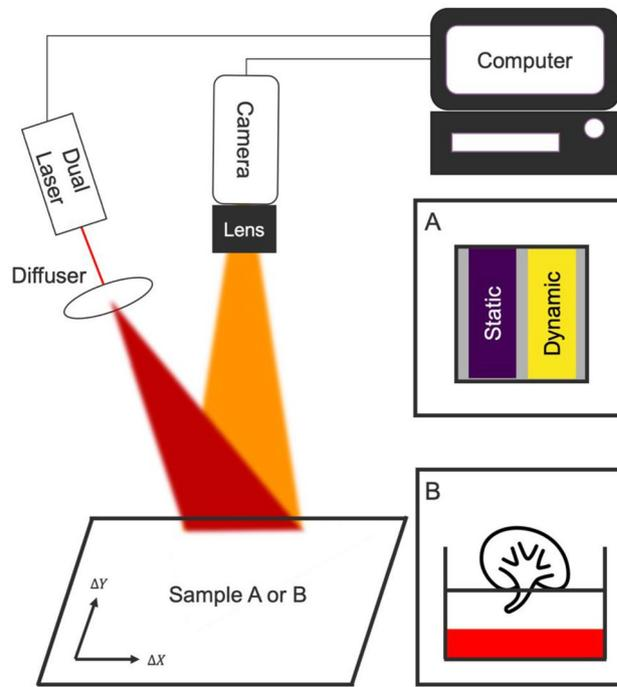 Computer
Camera
Dual
Laser
Lens
Diffuser
A
Static
Dynamic
B
Sample A or B
ΔY
ΔX